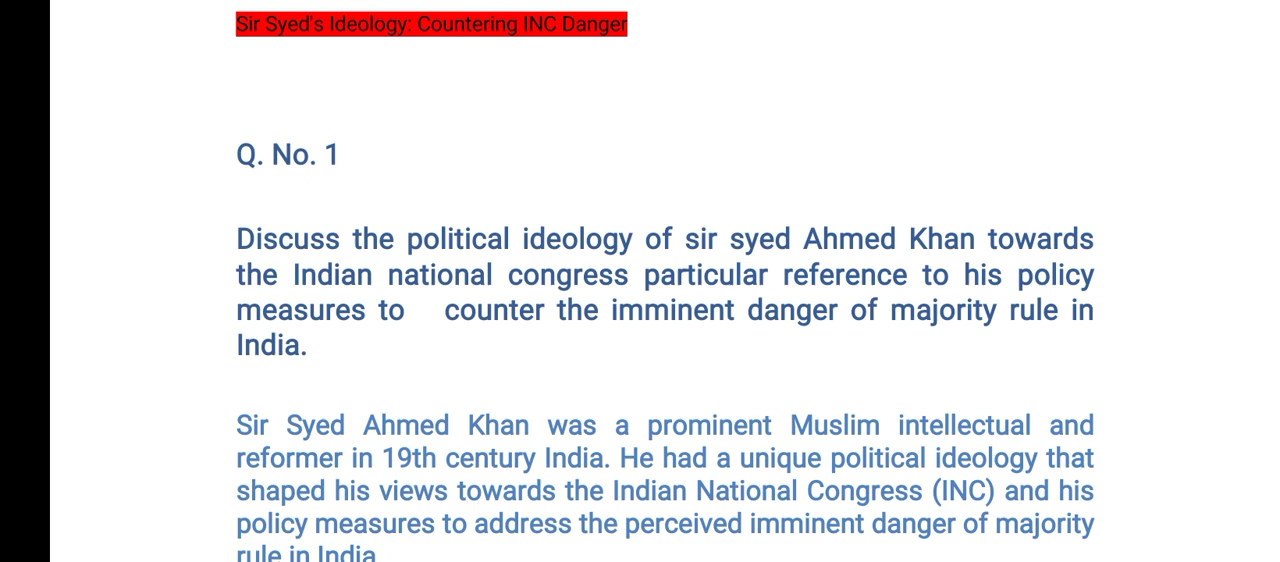 Sir Syed's Ideology: Countering INC Danger
Q. No. 1
Discuss the political ideology of sir syed Ahmed Khan towards
the Indian national congress particular reference to his policy
measures to counter the imminent danger of majority rule in
India.
Sir Syed Ahmed Khan was a prominent Muslim intellectual and
reformer in 19th century India. He had a unique political ideology that
shaped his views towards the Indian National Congress (INC) and his
policy measures to address the perceived imminent danger of majority
rule in India